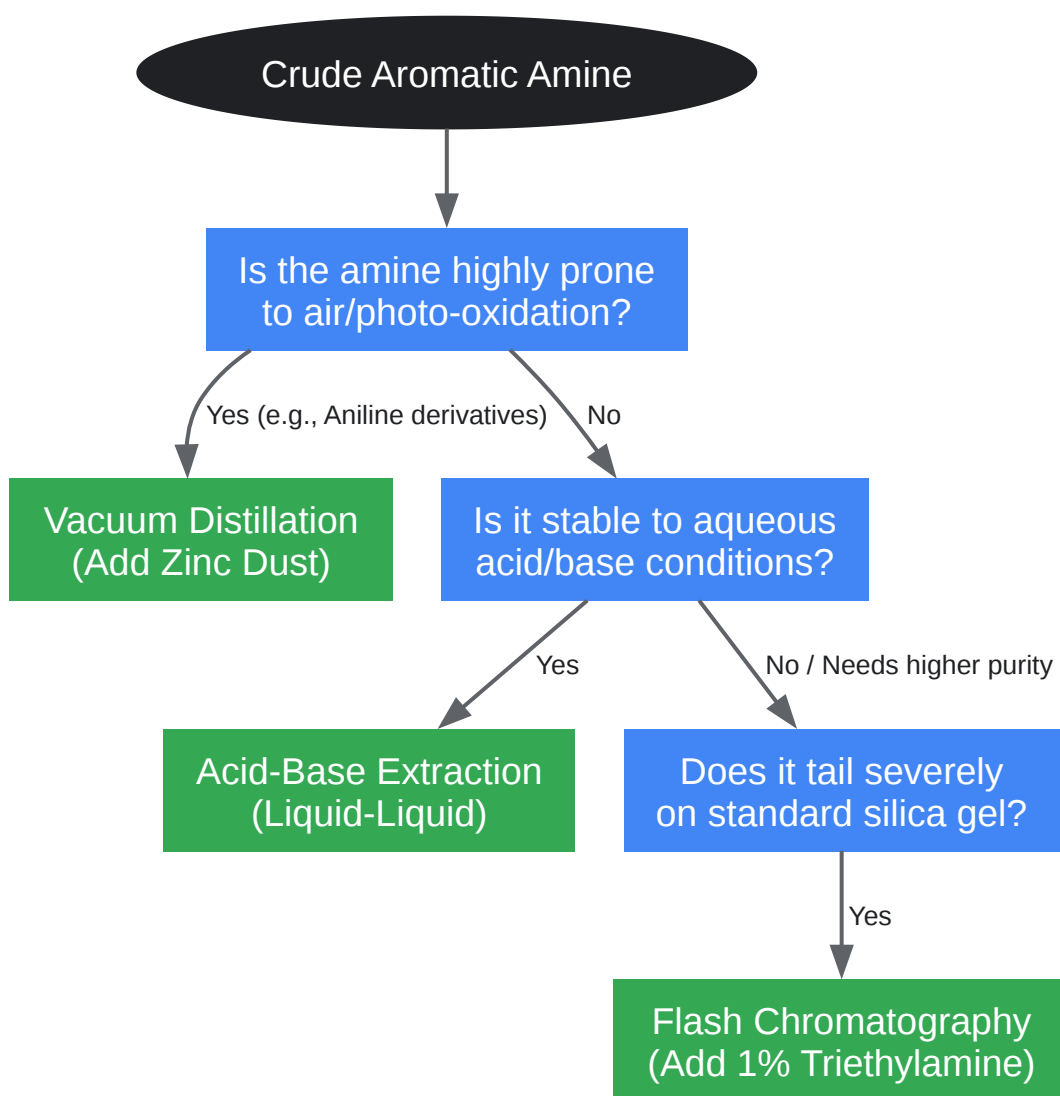 Crude Aromatic Amine
Is the amine highly prone
to air/photo-oxidation?
Yes (e.g., Aniline derivatives)
No
Vacuum Distillation
(Add Zinc Dust)
Is it stable to aqueous
acid/base conditions?
Yes
No / Needs higher purity
Acid-Base Extraction
(Liquid-Liquid)
Does it tail severely
on standard silica gel?
Yes
Flash Chromatography
(Add 1% Triethylamine)